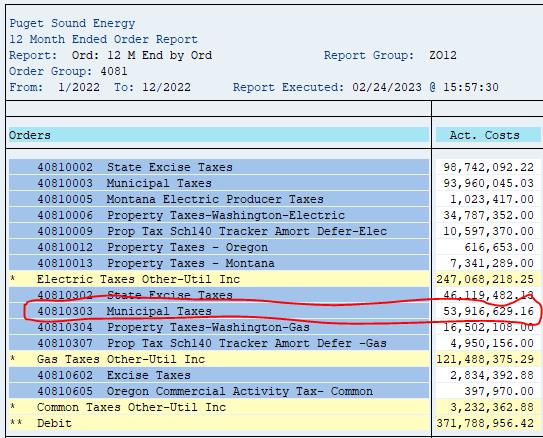 Puget Sound Energy
12 Month Ended Order Report
Report: Ord: 12 M End by Ord Report Group: ZO12
Order Group: 4081
From: 1/2022 To: 12/2022 Report Executed: 02/24/2023 @ 15:57:30
Orders Act. Costs
40810002 State Excise Taxes 98,742,092.22
40810003 Municipal Taxes 93,960,045.03
40810005 Montana Electric Producer Taxes 1,023,417.00
40810006 Property Taxes-Washington-Electric 34,787,352.00
40810009 Prop Tax Sch140 Tracker Amort Defer-Elec 10,597,370.00
40810012 Property Taxes - Oregon 616,653.00
40810013 Property Taxes - Montana 7,341,289.00
* Electric Taxes Other-Util Inc 247,068,218.25
40810302 State Excise Taxes 46,119,482.13
40810303 Municipal Taxes 53,916,629.16
40810304 Property Taxes-Washington-Gas 16,502,108.00
40810307 Prop Tax Sch140 Tracker Amort Defer -Gas 4,950,156.00
* Gas Taxes Other-Util Inc 121,488,375.29
40810602 Excise Taxes 2,834,392.88
40810605 Oregon Commercial Activity Tax- Common 397,970.00
* Common Taxes Other-Util Inc 3,232,362.88
** Debit 371,788,956.42